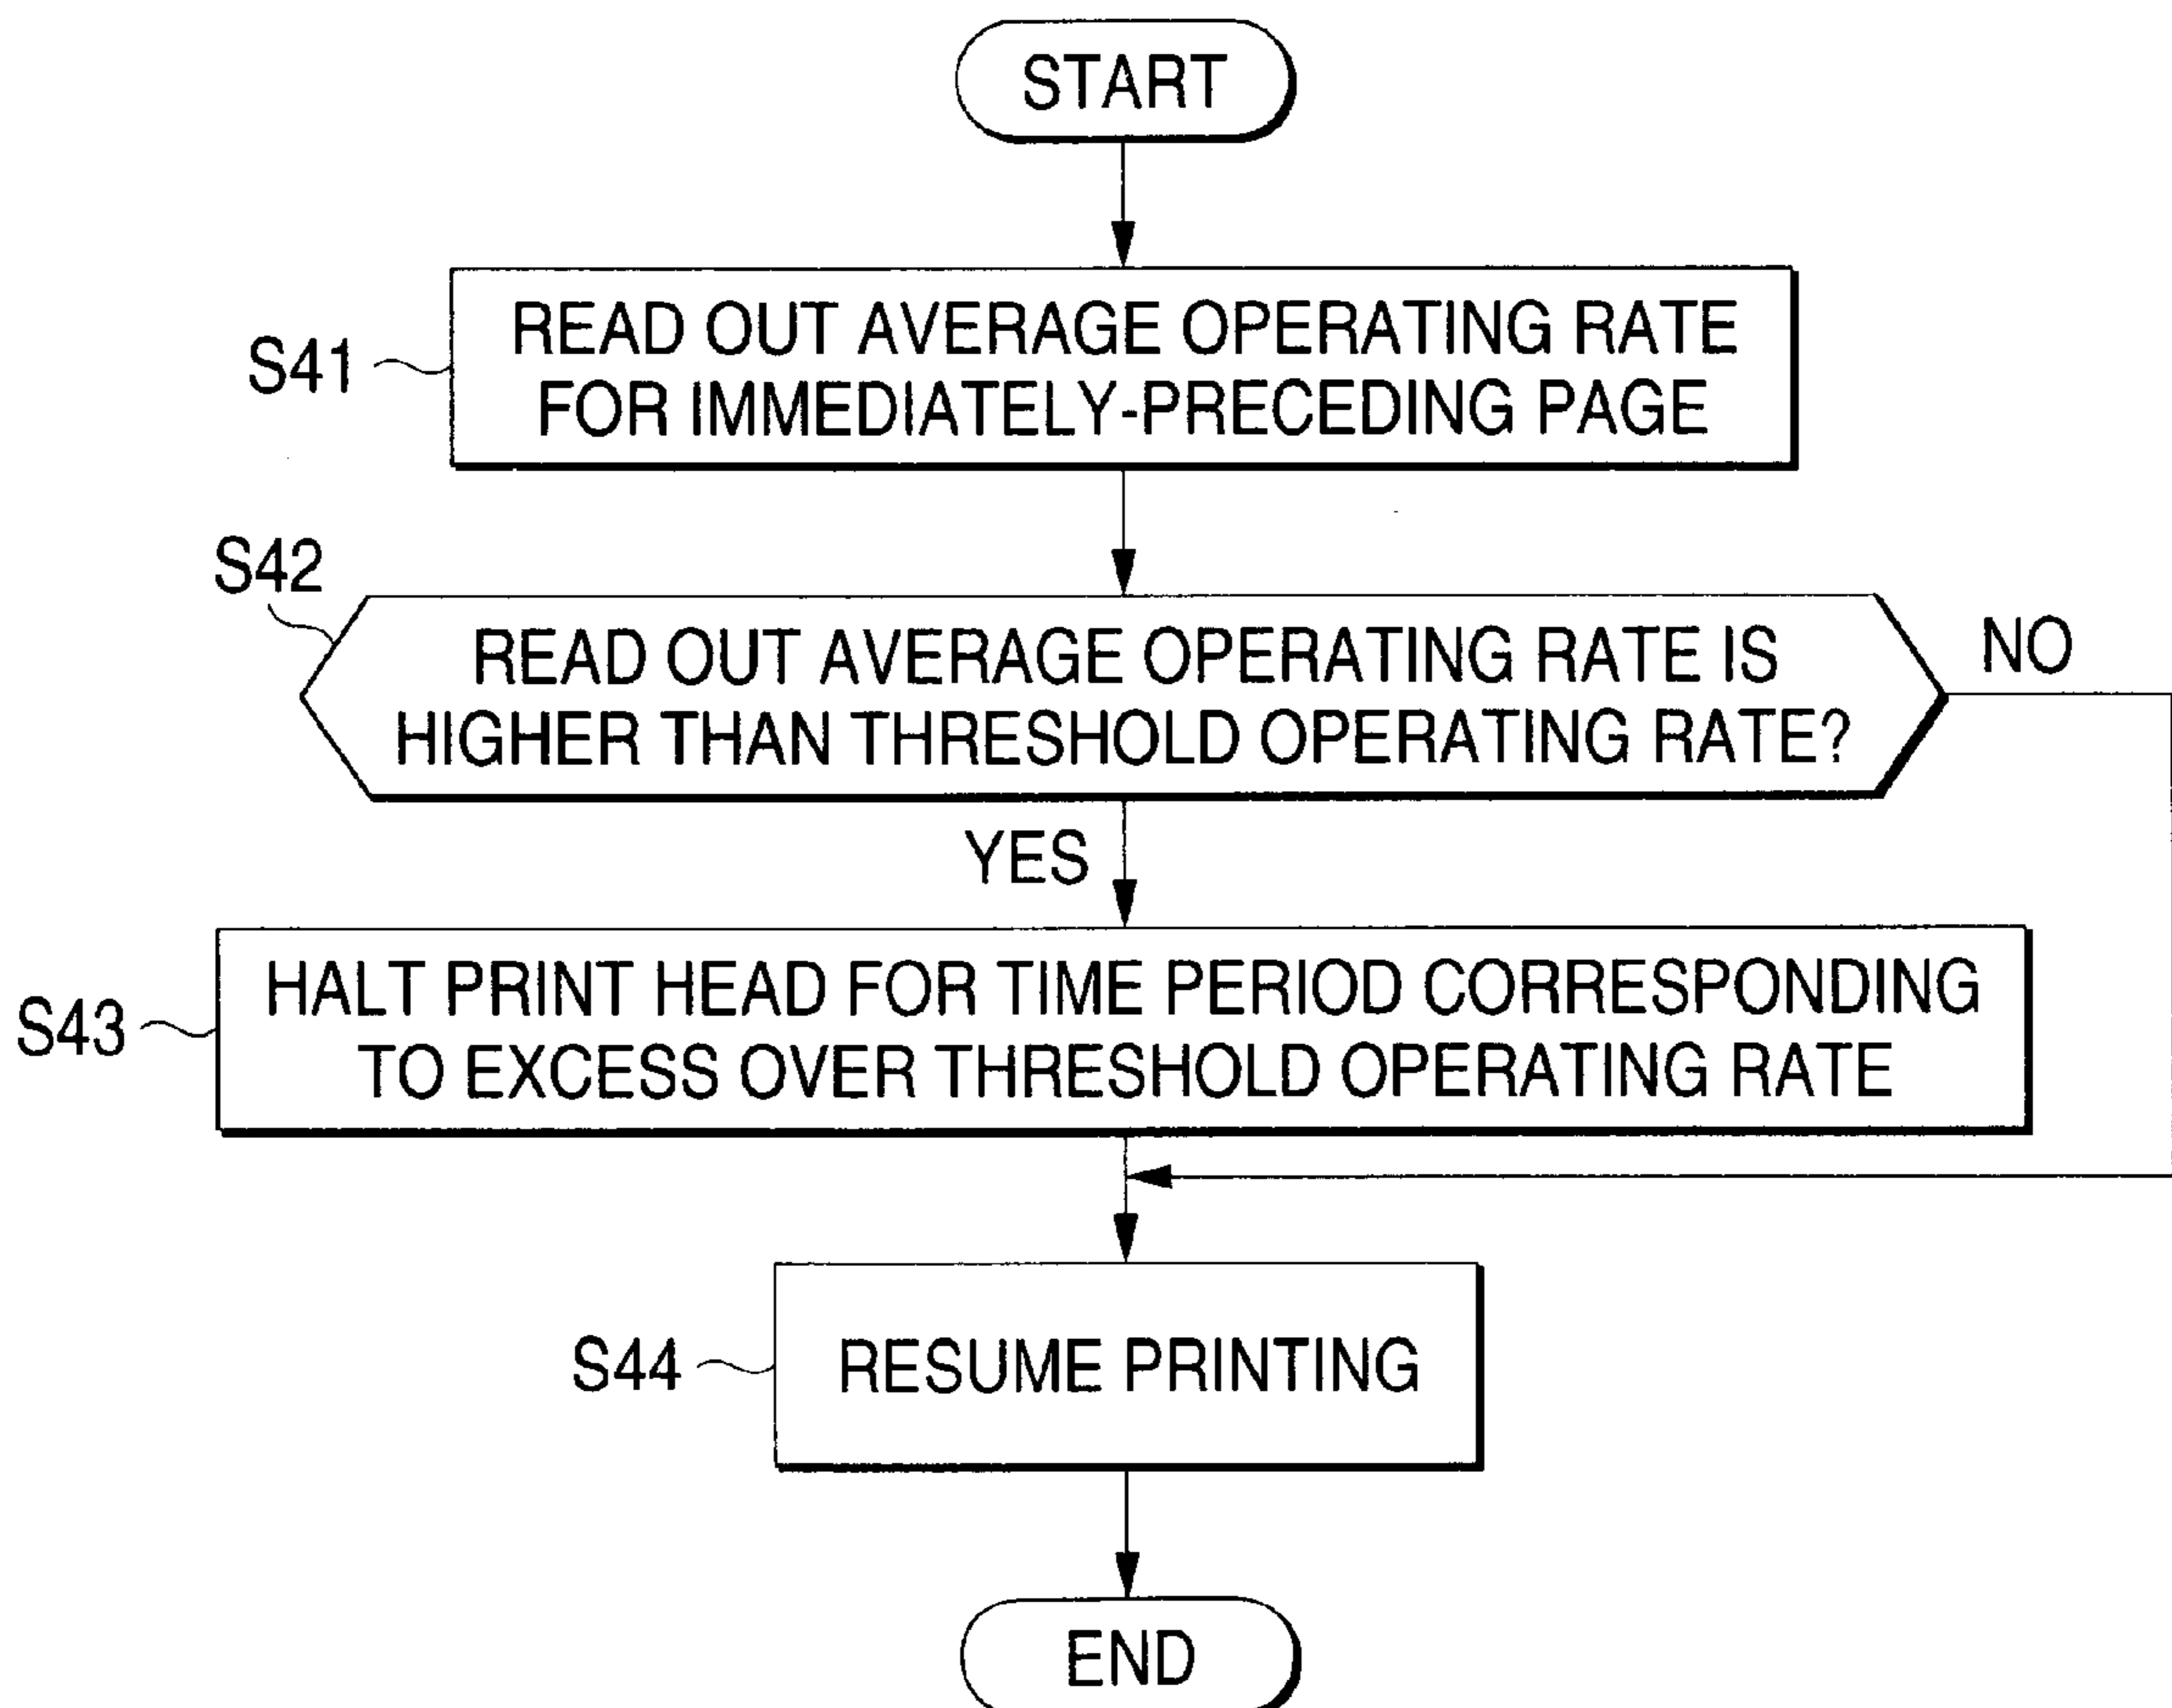 START
S41
READ OUT AVERAGE OPERATING RATE
FOR IMMEDIATELY-PRECEDING PAGE
S42
READ OUT AVERAGE OPERATING RATE IS
HIGHER THAN THRESHOLD OPERATING RATE?
NO
YES
S43
HALT PRINT HEAD FOR TIME PERIOD CORRESPONDING
TO EXCESS OVER THRESHOLD OPERATING RATE
S44
RESUME PRINTING
END